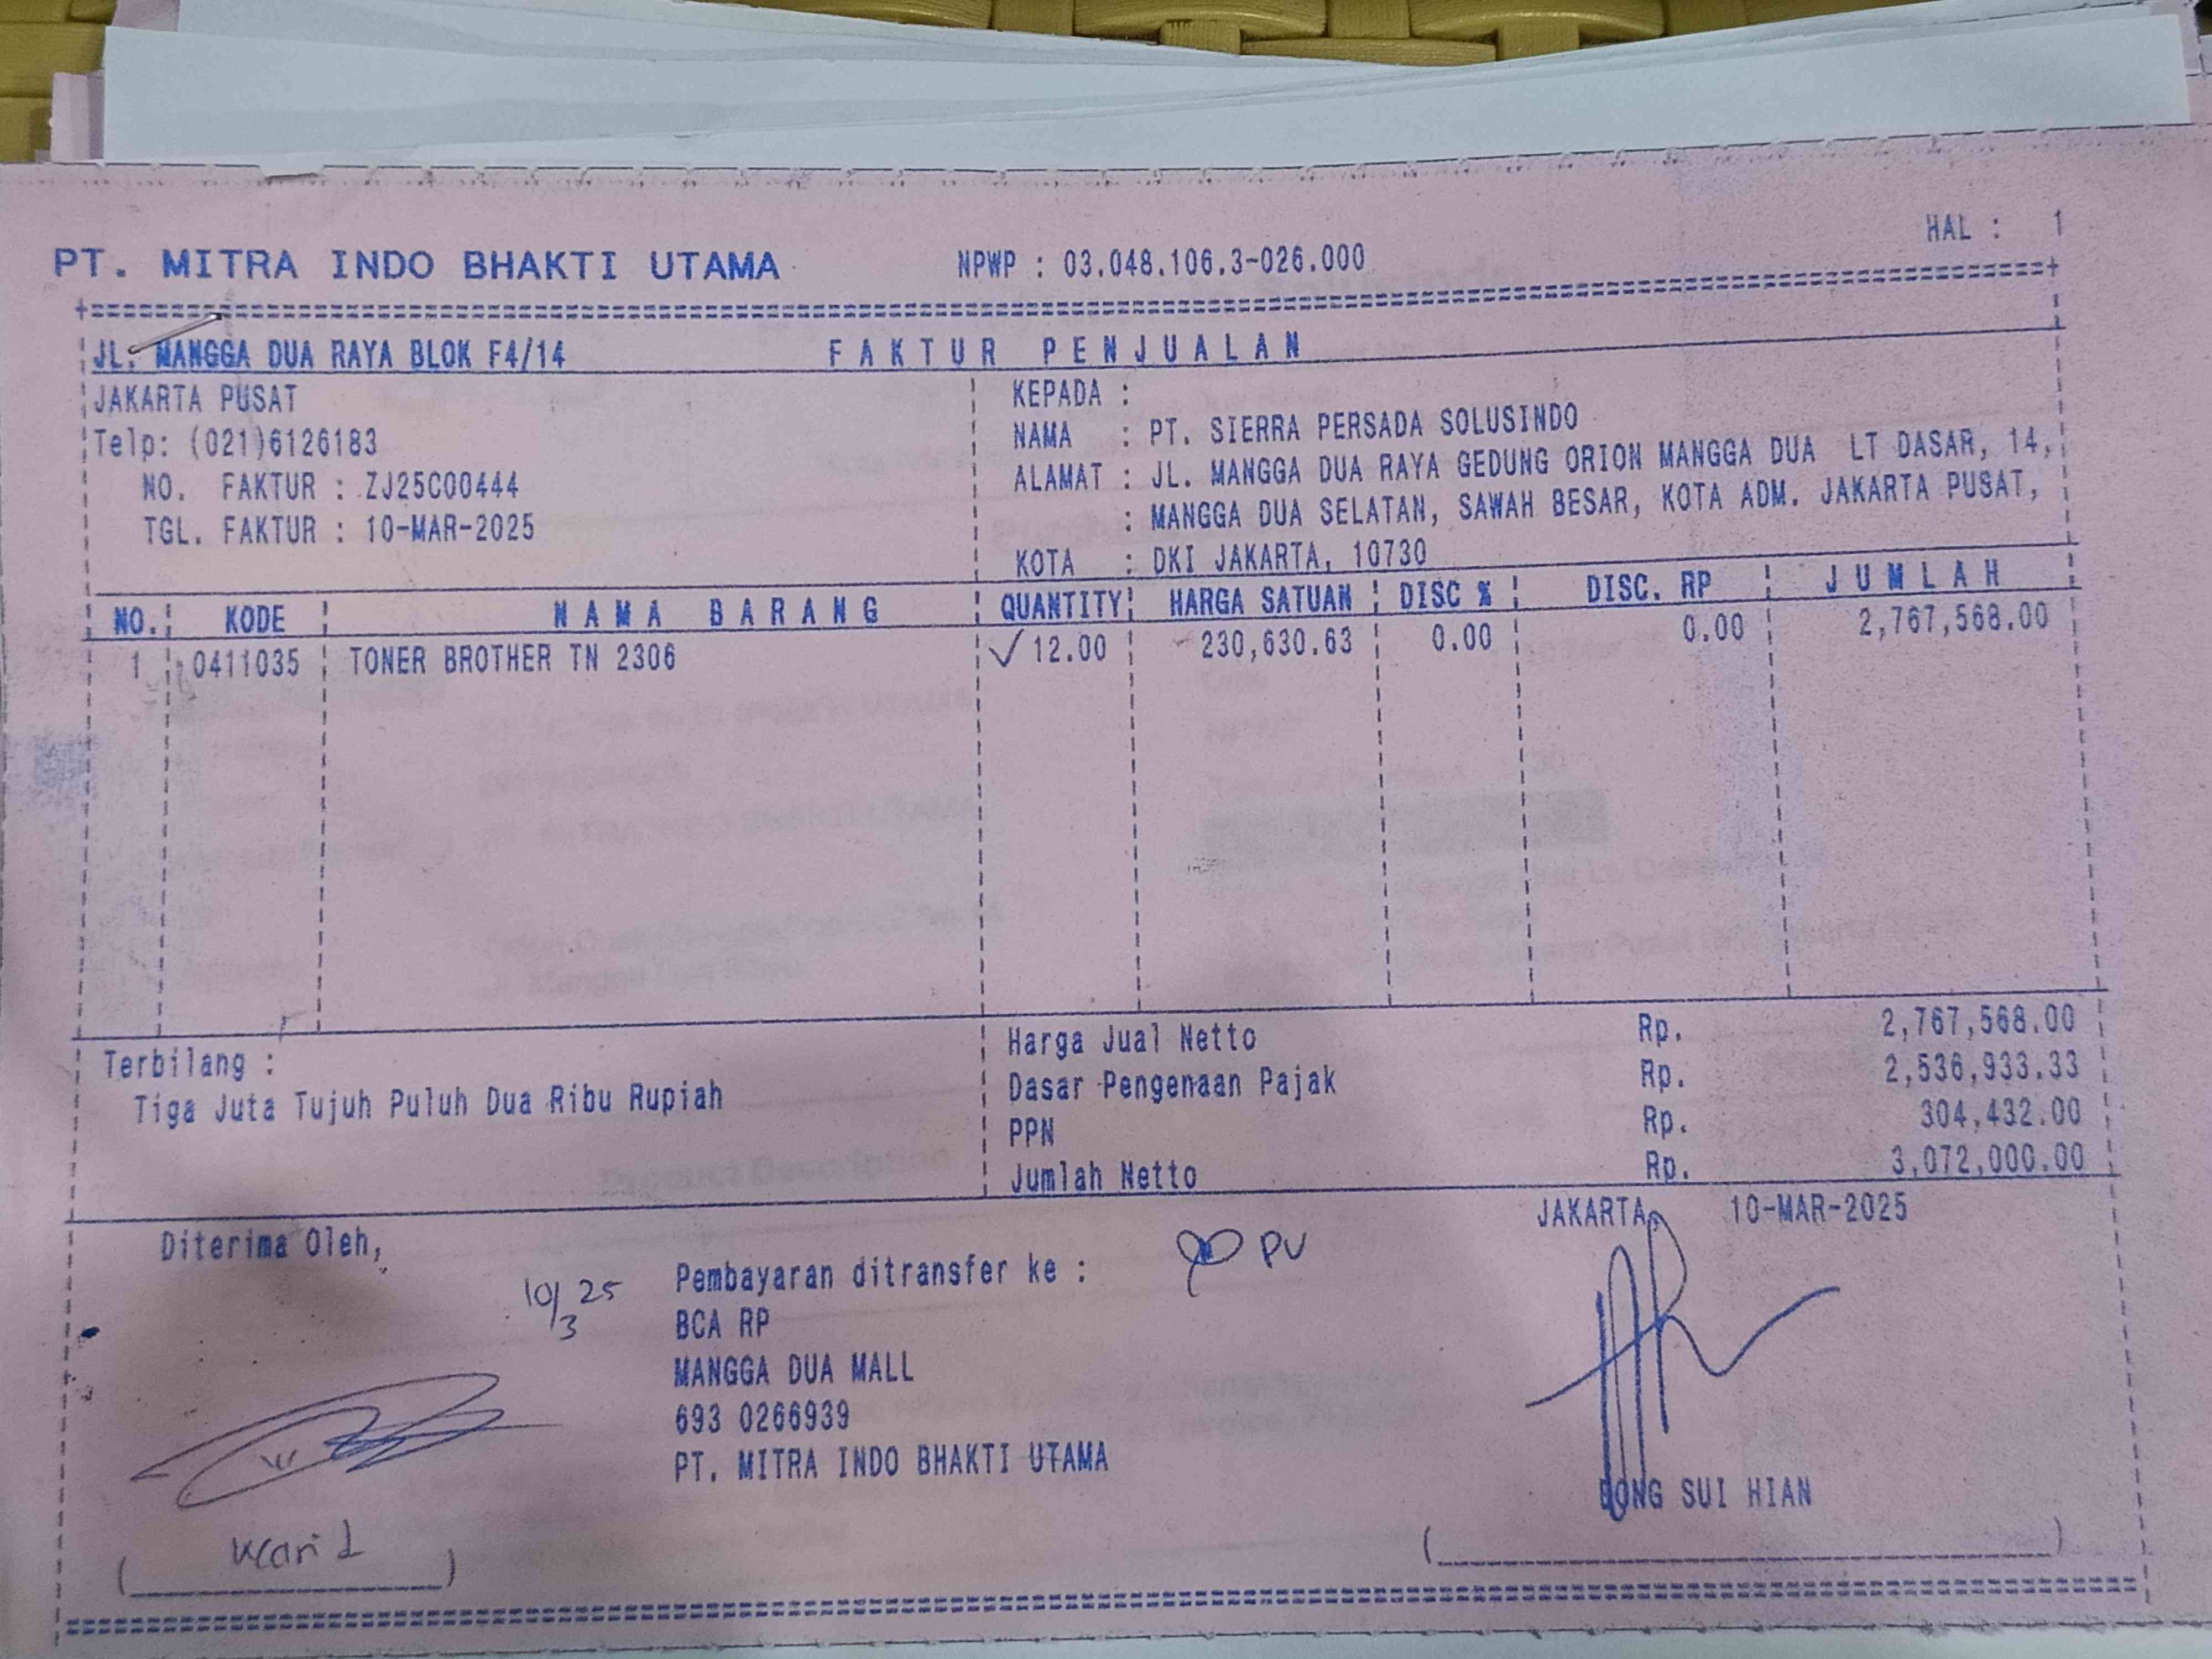 HAL : 1
PT. MITRA INDO BHAKTI UTAMA NPWP : 03.048.106.3-026.000
JL. MANGGA DUA RAYA BLOK F4/14 FAKTUR PENJUALAN
JAKARTA PUSAT
Telp: (021)6126183
NO. FAKTUR : ZJ25C00444
TGL. FAKTUR : 10-MAR-2025
KEPADA :
NAMA : PT. SIERRA PERSADA SOLUSINDO
ALAMAT : JL. MANGGA DUA RAYA GEDUNG ORION MANGGA DUA LT DASAR, 14,
: MANGGA DUA SELATAN, SAWAH BESAR, KOTA ADM. JAKARTA PUSAT,
KOTA : DKI JAKARTA, 10730
NO. KODE NAMA BARANG QUANTITY HARGA SATUAN DISC % DISC. RP JUMLAH
1 0411035 TONER BROTHER TN 2306 ✓ 12.00 230,630.63 0.00 0.00 2,767,568.00
Terbilang :
Tiga Juta Tujuh Puluh Dua Ribu Rupiah
Harga Jual Netto Rp. 2,767,568.00
Dasar Pengenaan Pajak Rp. 2,536,933.33
PPN Rp. 304,432.00
Jumlah Netto Rp. 3,072,000.00
JAKARTA, 10-MAR-2025
Diterima Oleh,
10/3 25
Pembayaran ditransfer ke :
PV
BCA RP
MANGGA DUA MALL
693 0266939
PT. MITRA INDO BHAKTI UTAMA
BONG SUI HIAN
Product Description